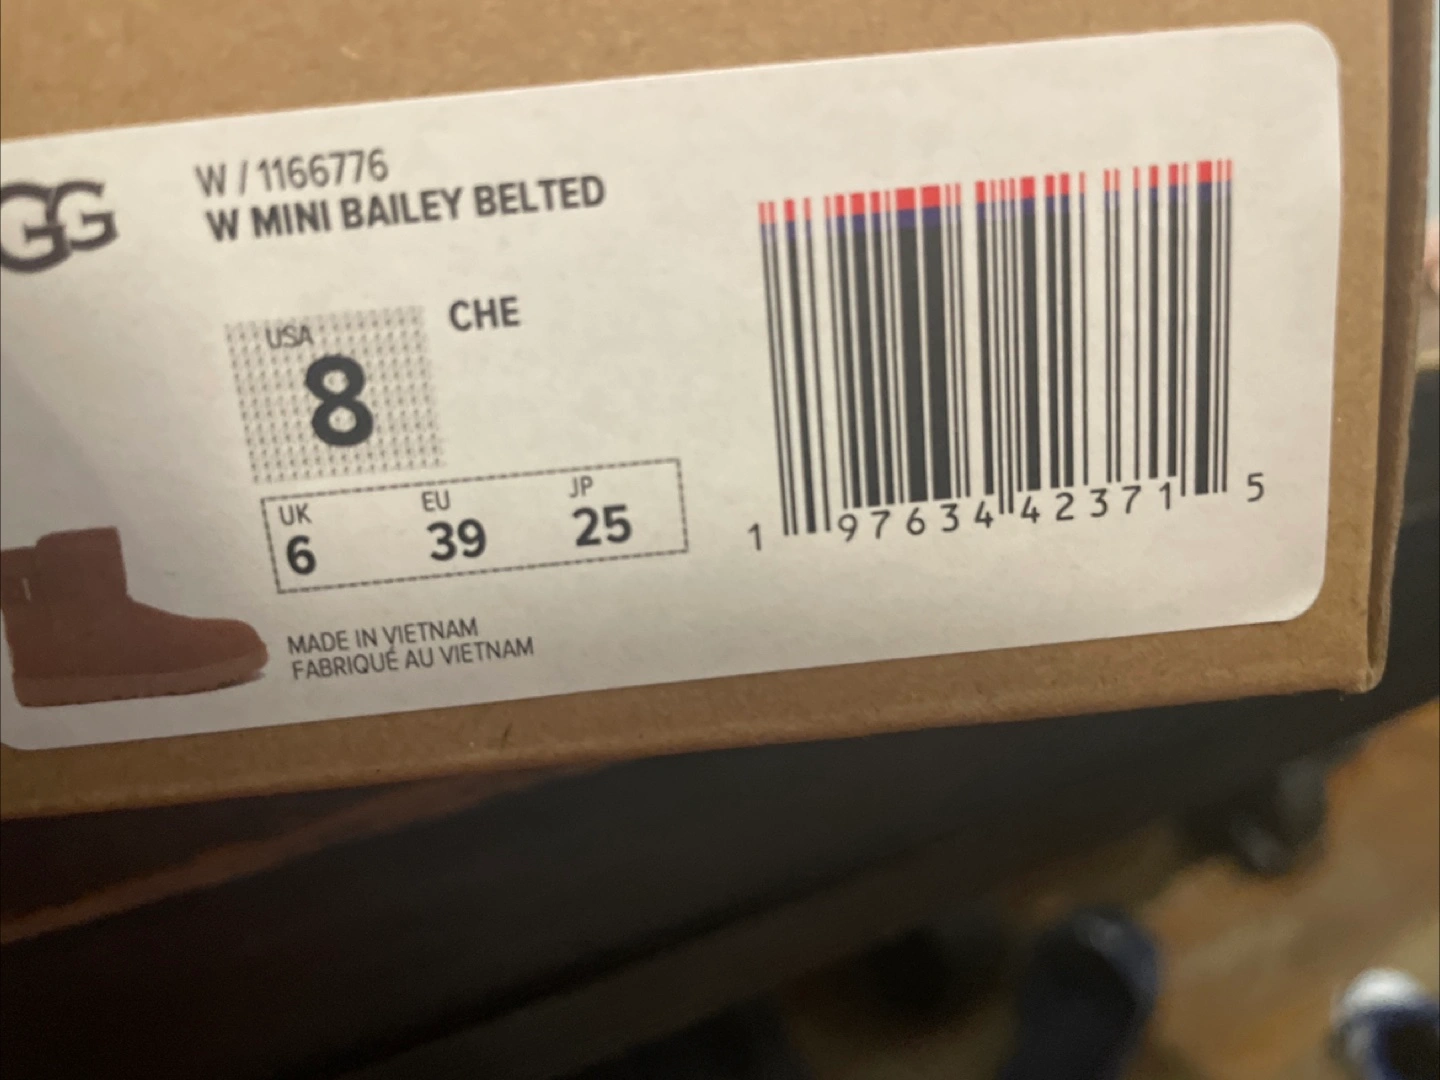 GG
W / 1166776
W MINI BAILEY BELTED
CHE
USA
8
UK EU JP
6 39 25
MADE IN VIETNAM
FABRIQUÉ AU VIETNAM
1 97634 42371 5